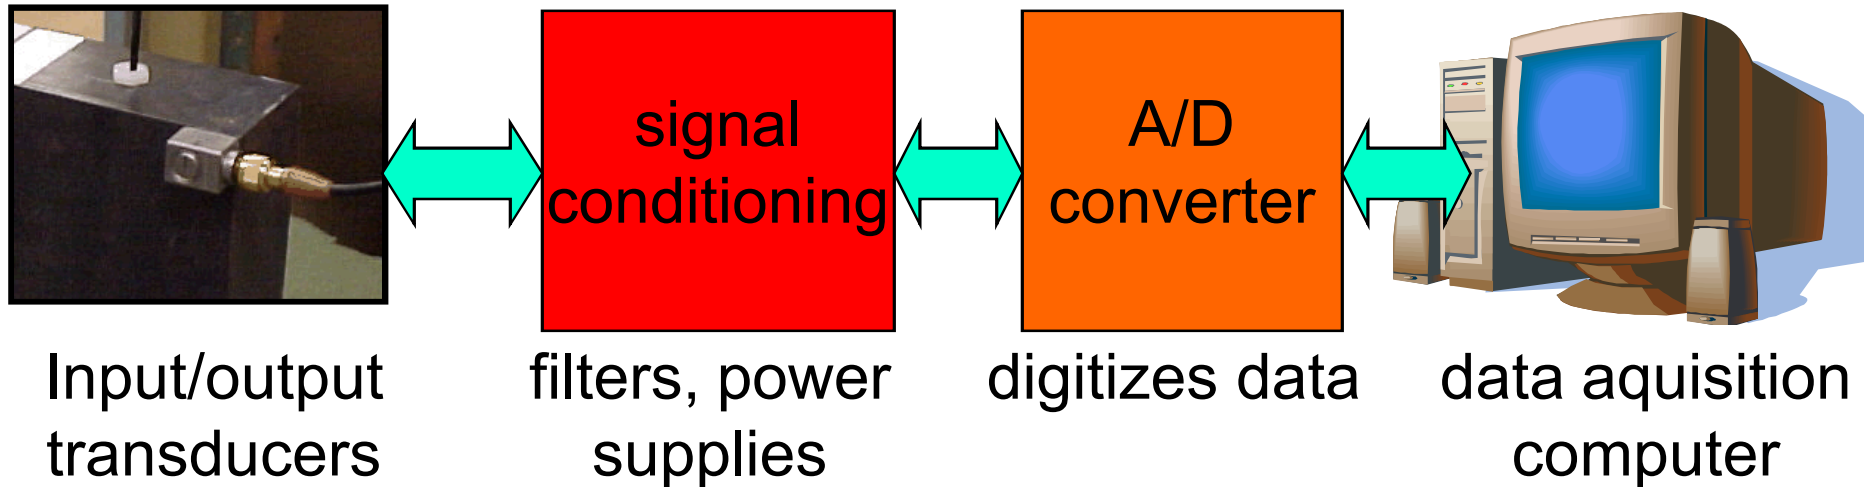 signal
conditioning
A/D
converter
Input/output
transducers
filters, power
supplies
digitizes data
data aquisition
computer